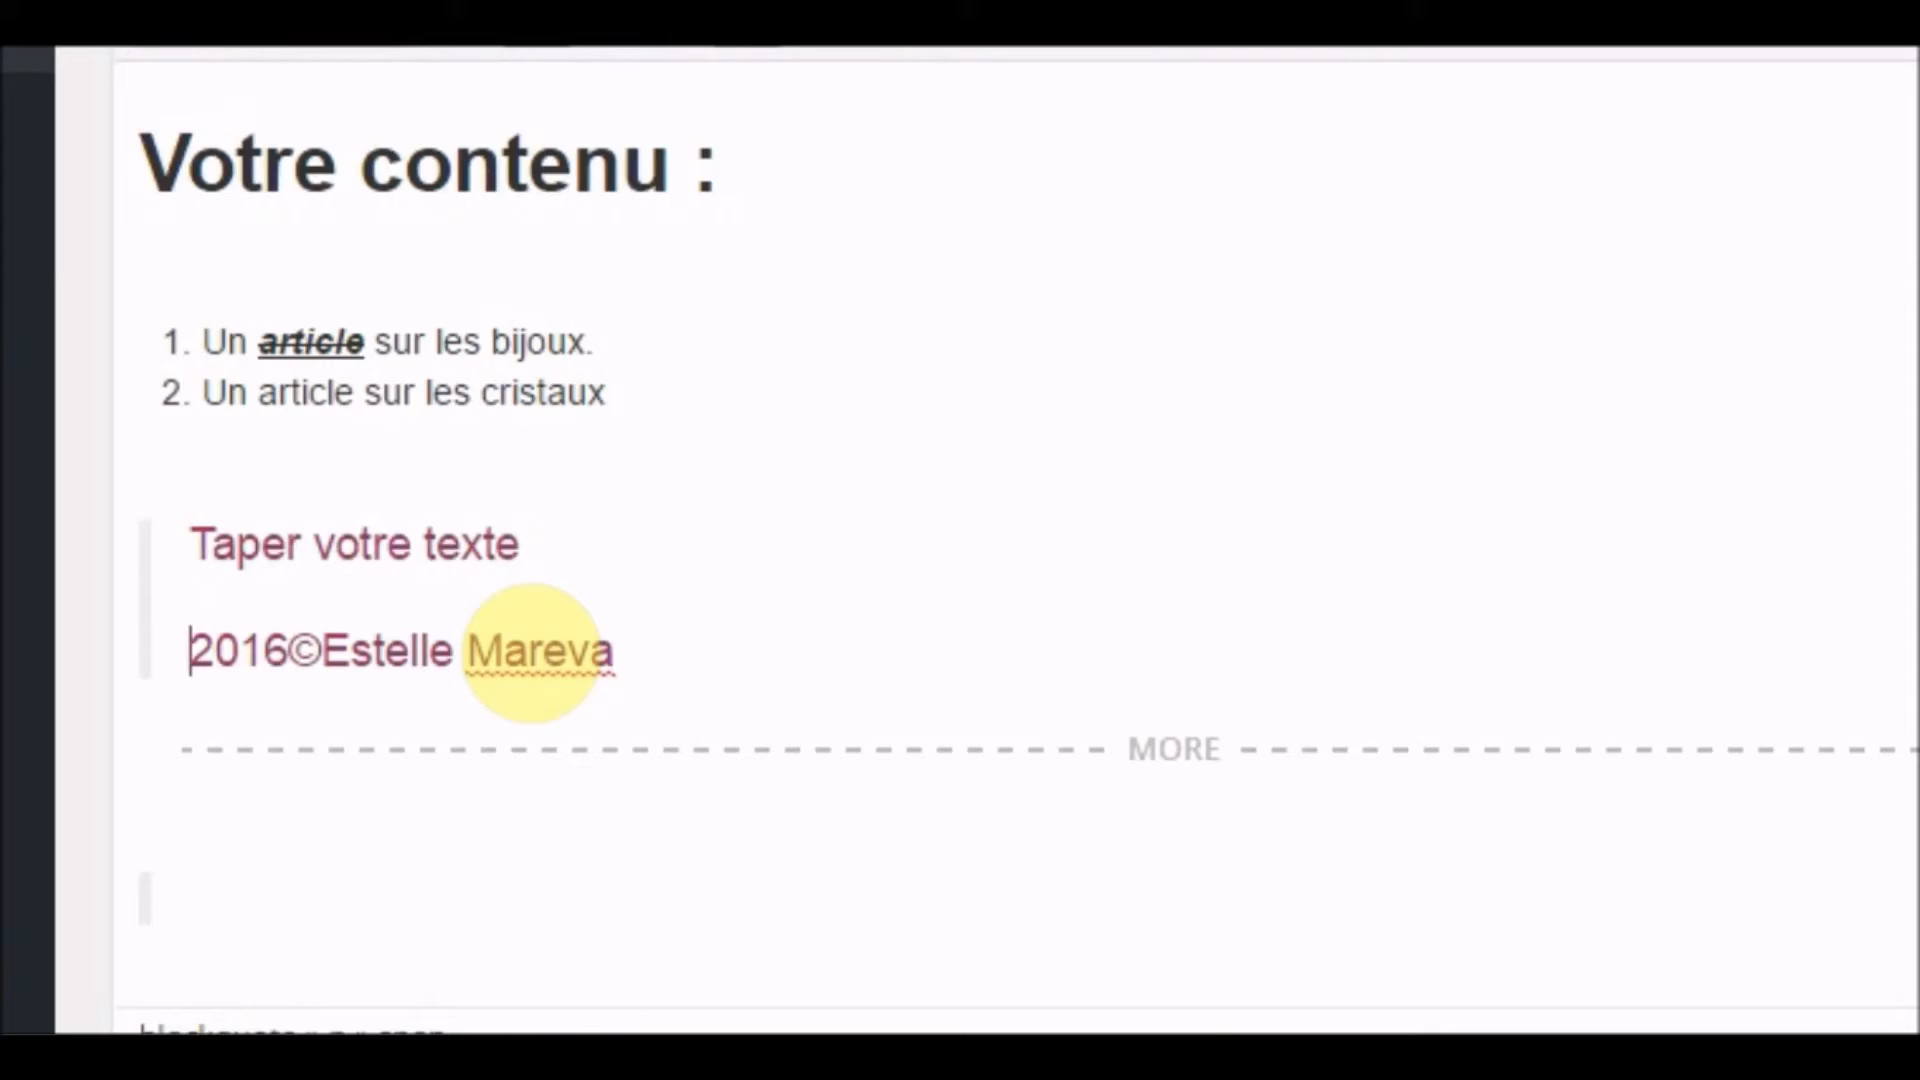 Votre contenu :
1. Un article sur les bijoux.
2. Un article sur les cristaux
Taper votre texte
2016©Estelle Mareva
MORE